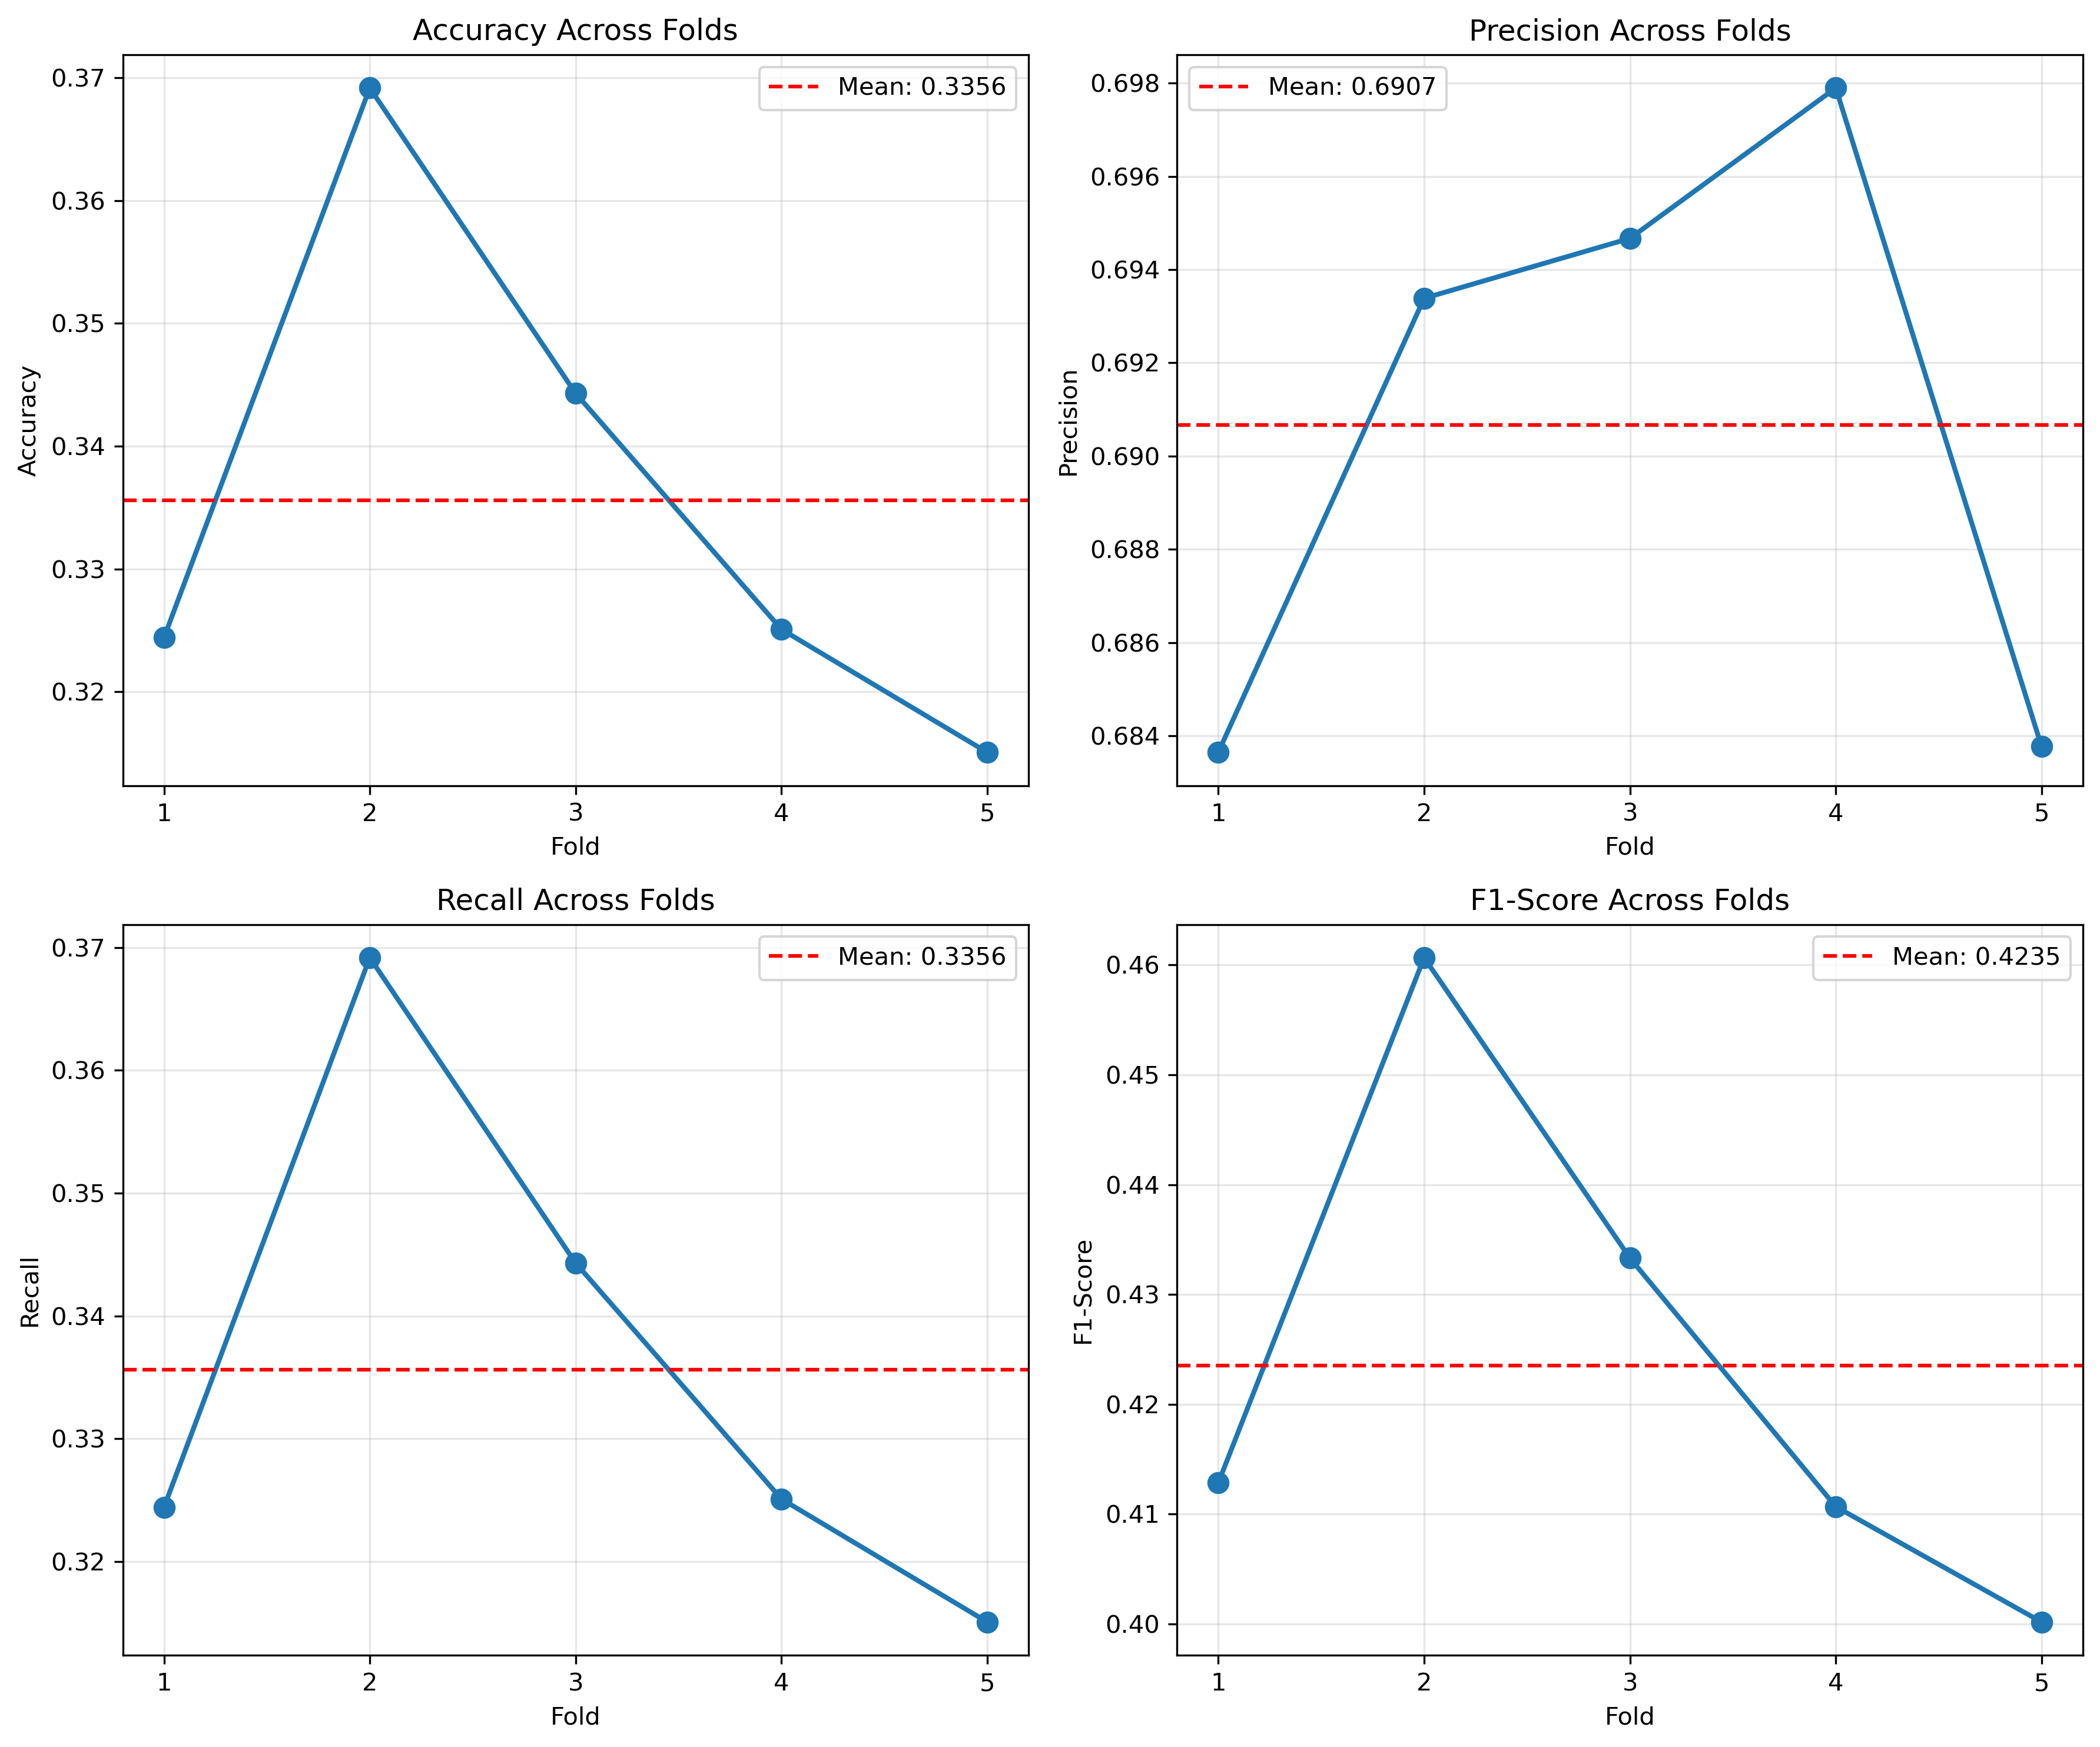 Accuracy Across Folds
Mean: 0.3356
0.37
0.36
0.35
0.34
0.33
0.32
Accuracy
1 2 3 4 5
Fold
Precision Across Folds
Mean: 0.6907
0.698
0.696
0.694
0.692
0.690
0.688
0.686
0.684
Precision
1 2 3 4 5
Fold
Recall Across Folds
Mean: 0.3356
0.37
0.36
0.35
0.34
0.33
0.32
Recall
1 2 3 4 5
Fold
F1-Score Across Folds
Mean: 0.4235
0.46
0.45
0.44
0.43
0.42
0.41
0.40
F1-Score
1 2 3 4 5
Fold